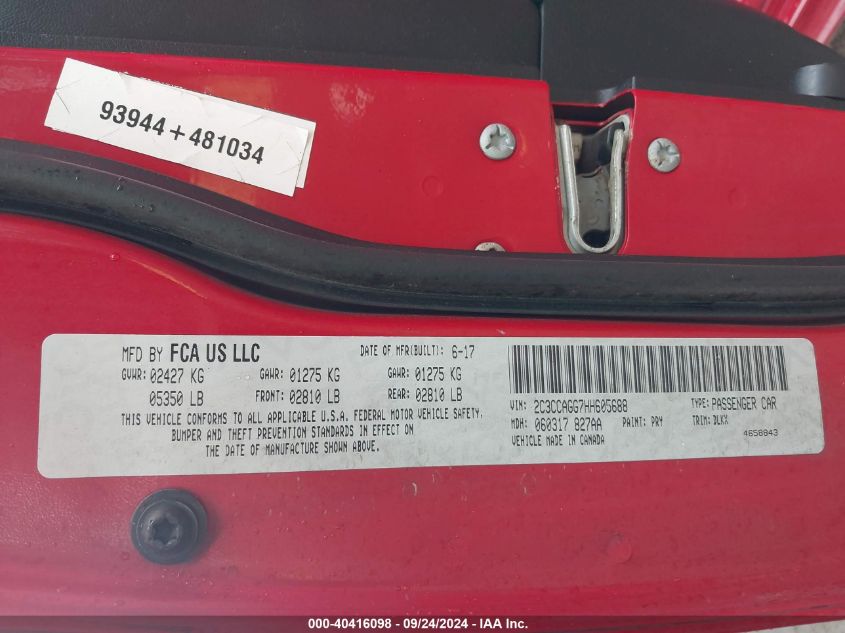 93944+481034
MFD BY FCA US LLC DATE OF MFR(BUILT): 6-17
GVWR: 02427 KG GAWR: 01275 KG GAWR: 01275 KG
05350 LB FRONT: 02810 LB REAR: 02810 LB
THIS VEHICLE CONFORMS TO ALL APPLICABLE U.S.A. FEDERAL MOTOR VEHICLE SAFETY,
BUMPER AND THEFT PREVENTION STANDARDS IN EFFECT ON
THE DATE OF MANUFACTURE SHOWN ABOVE.
VIN: 2C3CCAGG7HH605688 TYPE: PASSENGER CAR
MDH: 060317 827AA PAINT: PRY TRIM: DLX9
VEHICLE MADE IN CANADA 4658943
000-40416098 - 09/24/2024 - IAA Inc.